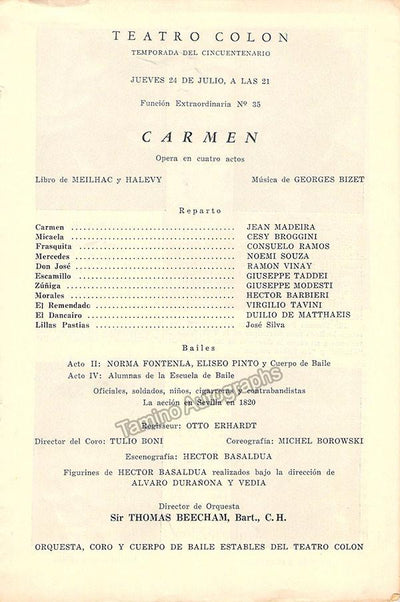 TEATRO COLON
TEMPORADA DEL CINCUENTENARIO
JUEVES 24 DE JULIO, A LAS 21
Función Extraordinaria Nº 35
CARMEN
Opera en cuatro actos
Libro de MEILHAC y HALEVY Música de GEORGES BIZET
Reparto
Carmen ........ JEAN MADEIRA
Micaela ........ CESY BROGGINI
Frasquita ........ CONSUELO RAMOS
Mercedes ........ NOEMI SOUZA
Don José ........ RAMON VINAY
Escamillo ........ GIUSEPPE TADDEI
Zúñiga ........ GIUSEPPE MODESTI
Morales ........ HECTOR BARBIERI
El Remendado ........ VIRGILIO TAVINI
El Dancairo ........ DUILIO DE MATTHAEIS
Lillas Pastias ........ José Silva
Bailes
Acto II: NORMA FONTENLA, ELISEO PINTO y Cuerpo de Baile
Acto IV: Alumnas de la Escuela de Baile
Oficiales, soldados, niños, cigarreras y contrabandistas
La acción en Sevilla en 1820
Tamino Autographs
Regisseur: OTTO ERHARDT
Director del Coro: TULIO BONI Coreografía: MICHEL BOROWSKI
Escenografía: HECTOR BASALDUA
Figurines de HECTOR BASALDUA realizados bajo la dirección de
ALVARO DURAÑONA Y VEDIA
Director de Orquesta
Sir THOMAS BEECHAM, Bart., C. H.
ORQUESTA, CORO Y CUERPO DE BAILE ESTABLES DEL TEATRO COLON